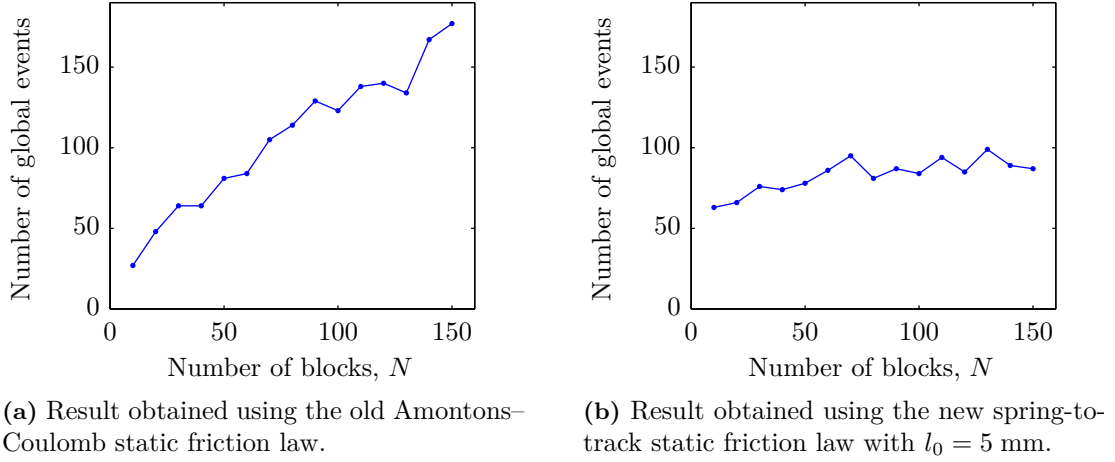 Number of global events
150
100
50
0
0 50 100 150
Number of blocks, N
(a) Result obtained using the old Amontons–
Coulomb static friction law.
Number of global events
150
100
50
0
0 50 100 150
Number of blocks, N
(b) Result obtained using the new spring-to-
track static friction law with l₀ = 5 mm.